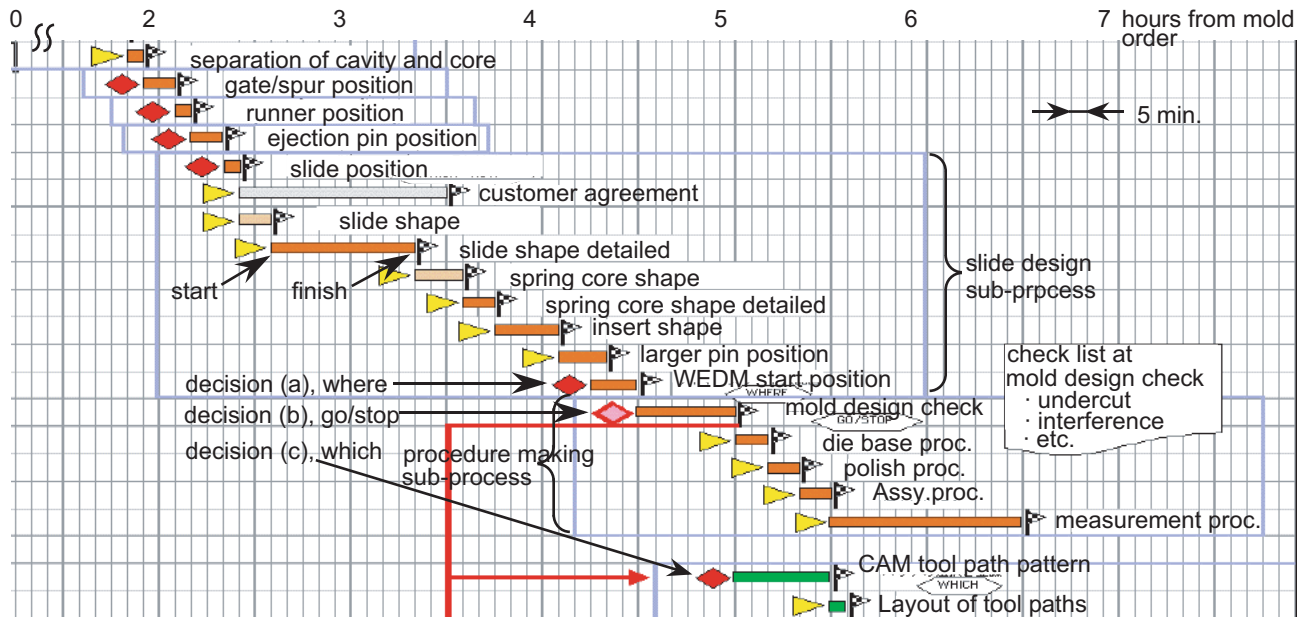 0 2 3 4 5 6 7 hours from mold
order
separation of cavity and core
gate/spur position
runner position
5 min.
ejection pin position
slide position
customer agreement
slide shape
slide shape detailed
start
finish
spring core shape
slide design
sub-prpcess
spring core shape detailed
insert shape
larger pin position
check list at
mold design check
· undercut
· interference
· etc.
decision (a), where
WEDM start position
WHERE
decision (b), go/stop
mold design check
GO/STOP
die base proc.
decision (c), which
procedure making
sub-process
polish proc.
Assy.proc.
measurement proc.
CAM tool path pattern
WHICH
Layout of tool paths